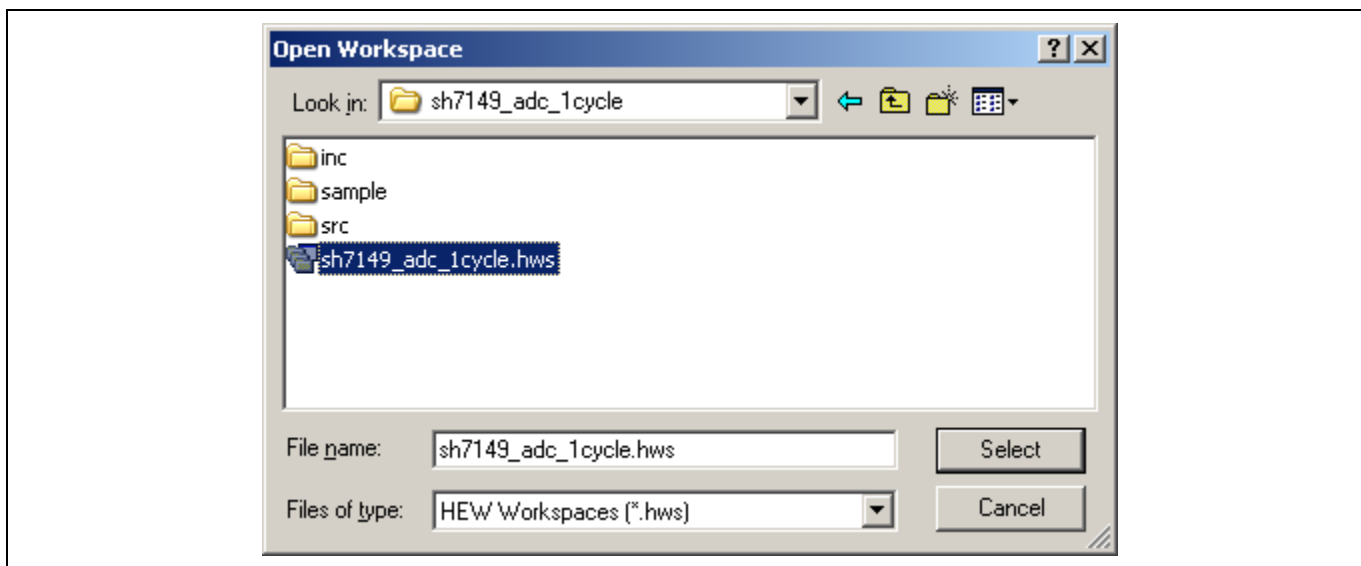 Open Workspace
Look in: sh7149_adc_1cycle
inc
sample
src
sh7149_adc_1cycle.hws
File name: sh7149_adc_1cycle.hws Select
Files of type: HEW Workspaces (*.hws) Cancel